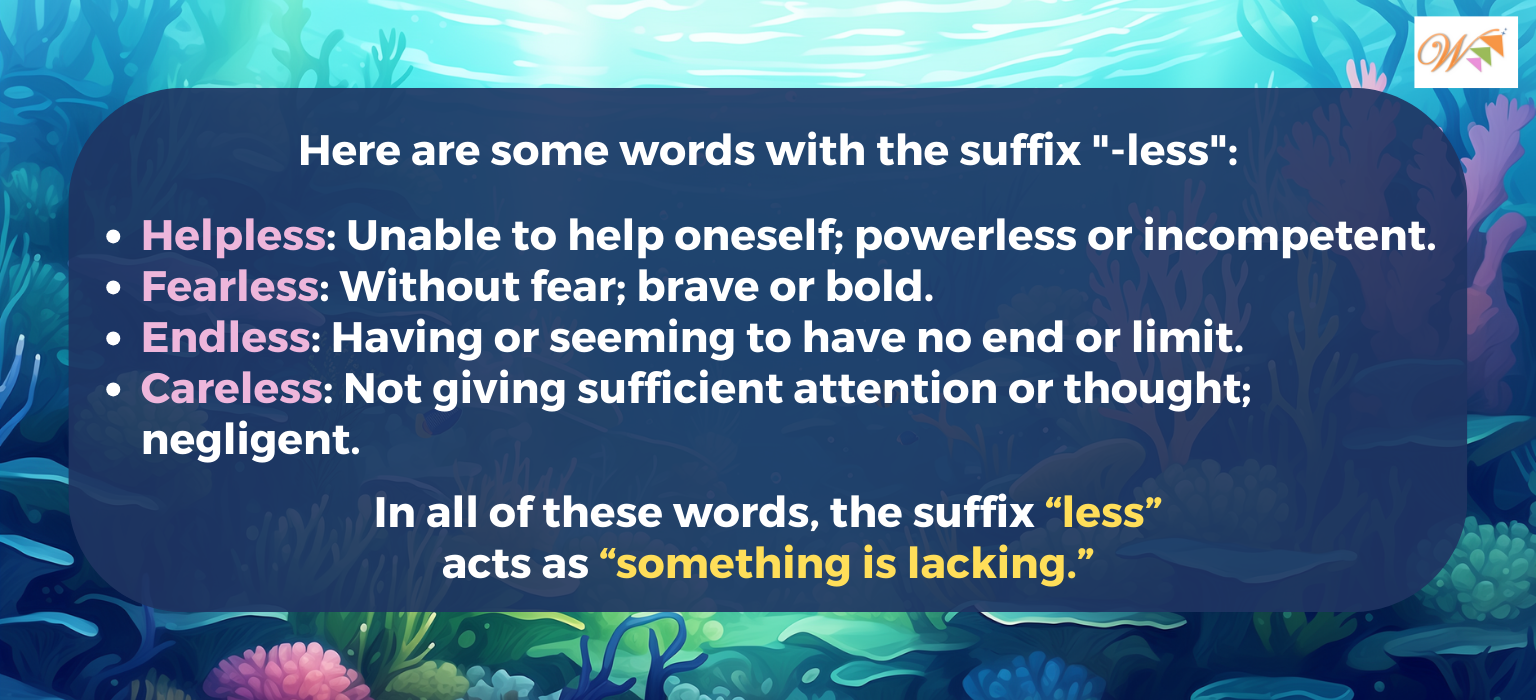 Here are some words with the suffix "-less":
• Helpless: Unable to help oneself; powerless or incompetent.
• Fearless: Without fear; brave or bold.
• Endless: Having or seeming to have no end or limit.
• Careless: Not giving sufficient attention or thought;
negligent.
In all of these words, the suffix “less”
acts as “something is lacking.”
W